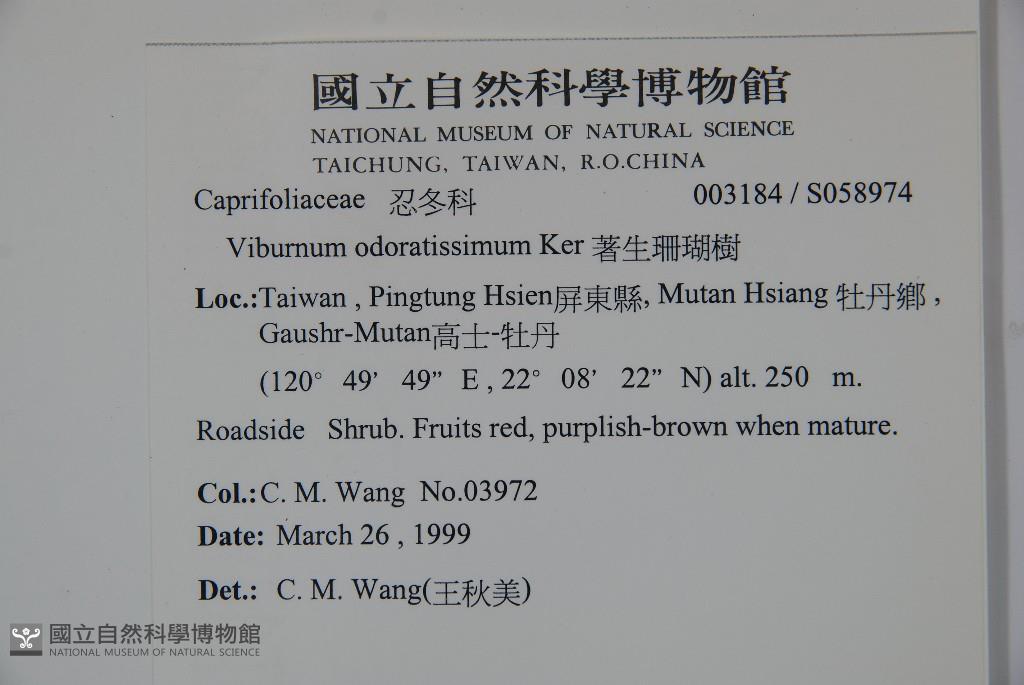 國立自然科學博物館
NATIONAL MUSEUM OF NATURAL SCIENCE
TAICHUNG, TAIWAN, R.O.CHINA
Caprifoliaceae 忍冬科 003184 / S058974
Viburnum odoratissimum Ker 著生珊瑚樹
Loc.:Taiwan , Pingtung Hsien屏東縣, Mutan Hsiang 牡丹鄉 ,
Gaushr-Mutan高士-牡丹
(120° 49’ 49” E , 22° 08’ 22” N) alt. 250 m.
Roadside Shrub. Fruits red, purplish-brown when mature.
Col.:C. M. Wang No.03972
Date: March 26 , 1999
Det.: C. M. Wang(王秋美)
國立自然科學博物館
NATIONAL MUSEUM OF NATURAL SCIENCE